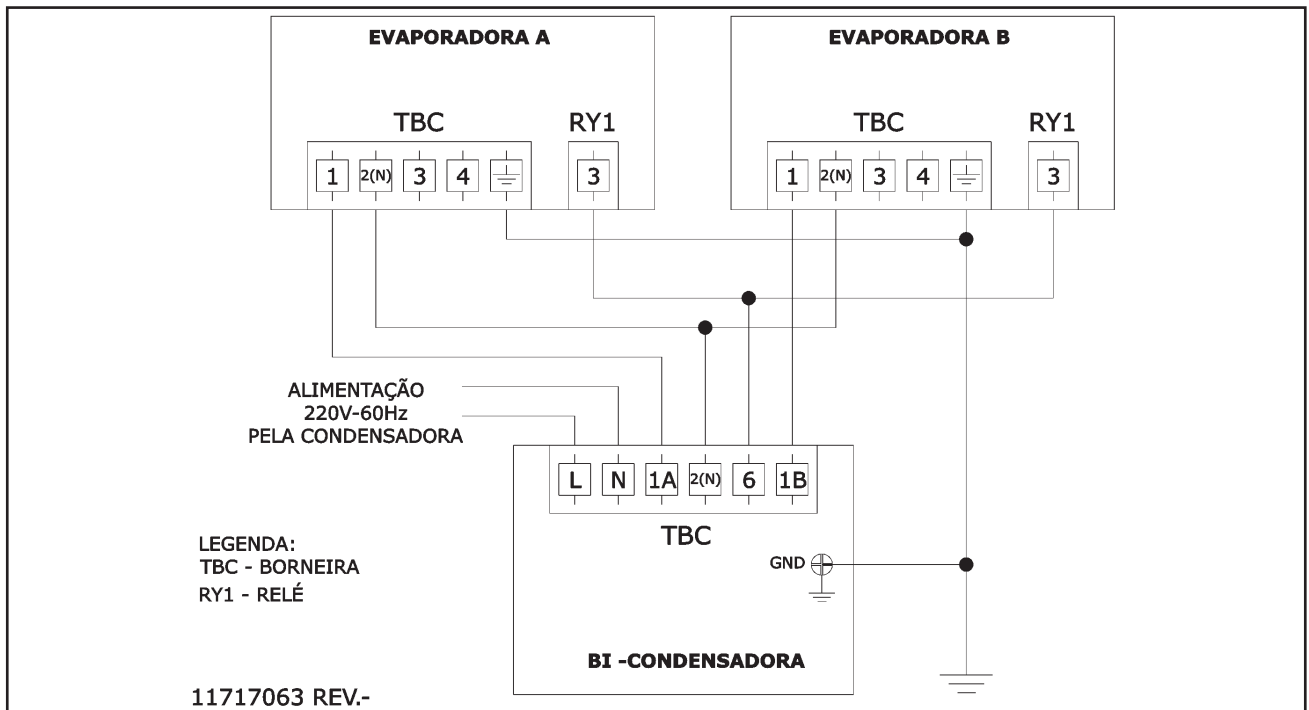 EVAPORADORA A
EVAPORADORA B
TBC RY1
TBC RY1
1 2(N) 3 4 3
1 2(N) 3 4 3
ALIMENTAÇÃO
220V-60Hz
PELA CONDENSADORA
L N 1A 2(N) 6 1B
TBC
GND
LEGENDA:
TBC - BORNEIRA
RY1 - RELÉ
BI -CONDENSADORA
11717063 REV.-